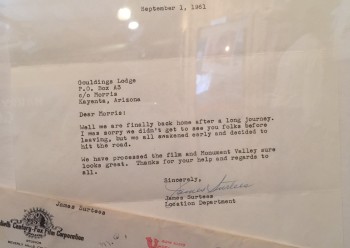 September 1, 1961
Gouldings Lodge
P.O. Box A3
c/o Morris
Kayenta, Arizona
Dear Morris:
Well we are finally back home after a long journey.
I was sorry we didn't get to see you folks before
leaving, but we all awakened early and decided to
hit the road.
We have processed the film and Monument Valley sure
looks great. Thanks for your help and regards to
all.
Sincerely,
James Surtees
James Surtees
Location Department
James Surtees
Century-Fox Film Corporation